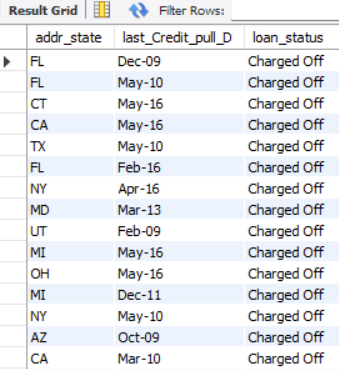 Result Grid Filter Rows:
addr_state last_Credit_pull_D loan_status
FL Dec-09 Charged Off
FL May-10 Charged Off
CT May-16 Charged Off
CA May-16 Charged Off
TX May-10 Charged Off
FL Feb-16 Charged Off
NY Apr-16 Charged Off
MD Mar-13 Charged Off
UT Feb-09 Charged Off
MI May-16 Charged Off
OH May-16 Charged Off
MI Dec-11 Charged Off
NY May-10 Charged Off
AZ Oct-09 Charged Off
CA Mar-10 Charged Off